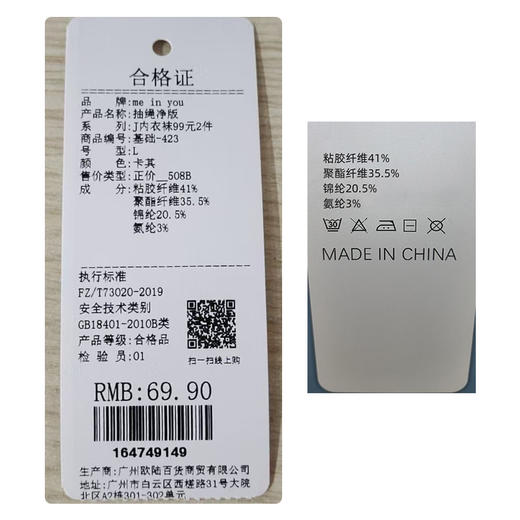 合格证
品　　牌:me in you
产品名称:抽绳净版
系　　列:J内衣袜99元2件
商品编号:基础-423
号　　型:L
颜　　色:卡其
售价类型:正价__508B
成　　分:粘胶纤维41%
聚酯纤维35.5%
锦纶20.5%
氨纶3%
执行标准
FZ/T73020-2019
安全技术类别
GB18401-2010B类
产品等级:合格品
检 验 员:01
扫一扫线上购
RMB:69.90
164749149
生产商:广州欧陆百货商贸有限公司
地址:广州市白云区西槎路31号大院
北区A2栋301-302单元
粘胶纤维41%
聚酯纤维35.5%
锦纶20.5%
氨纶3%
30
MADE IN CHINA